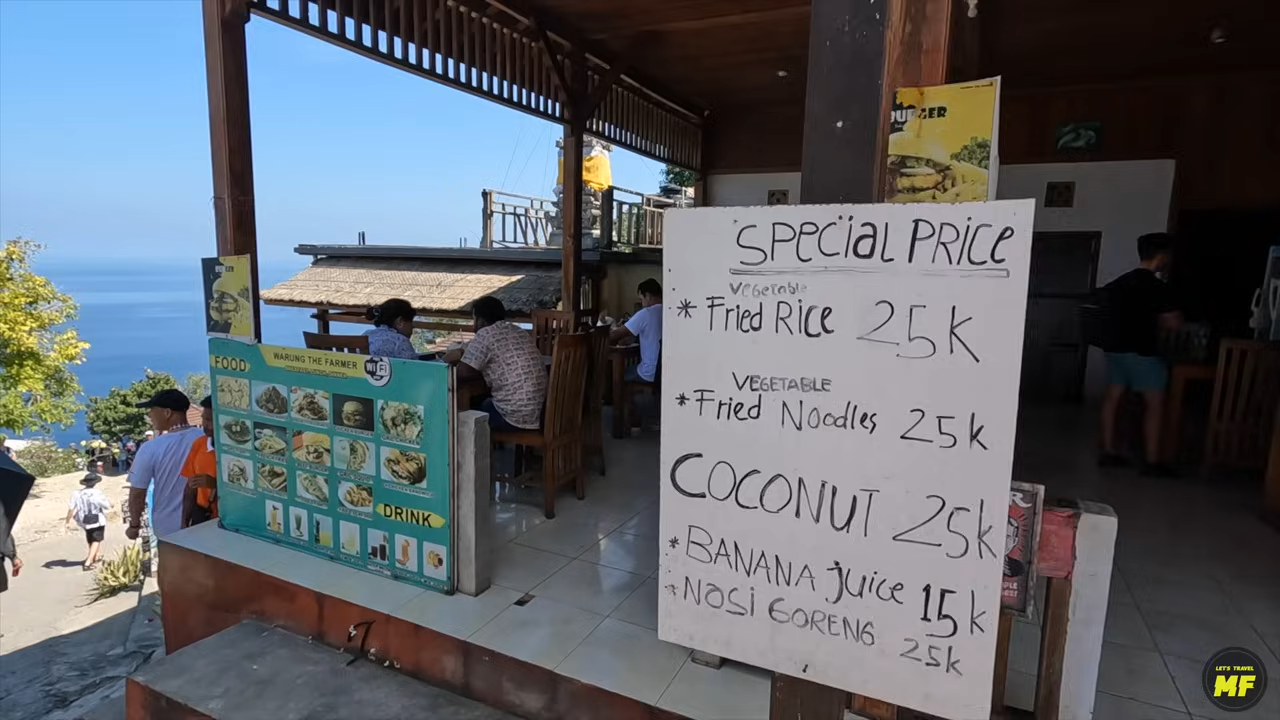 SPECIAL PRICE
Vegetable
* Fried Rice 25k
VEGETABLE
* Fried Noodles 25k
COCONUT 25k
* BANANA juice 15k
* NOSI GORENG 25k
BURGER
FOOD
WARUNG THE FARMER
WiFi
DRINK
LET'S TRAVEL
MF